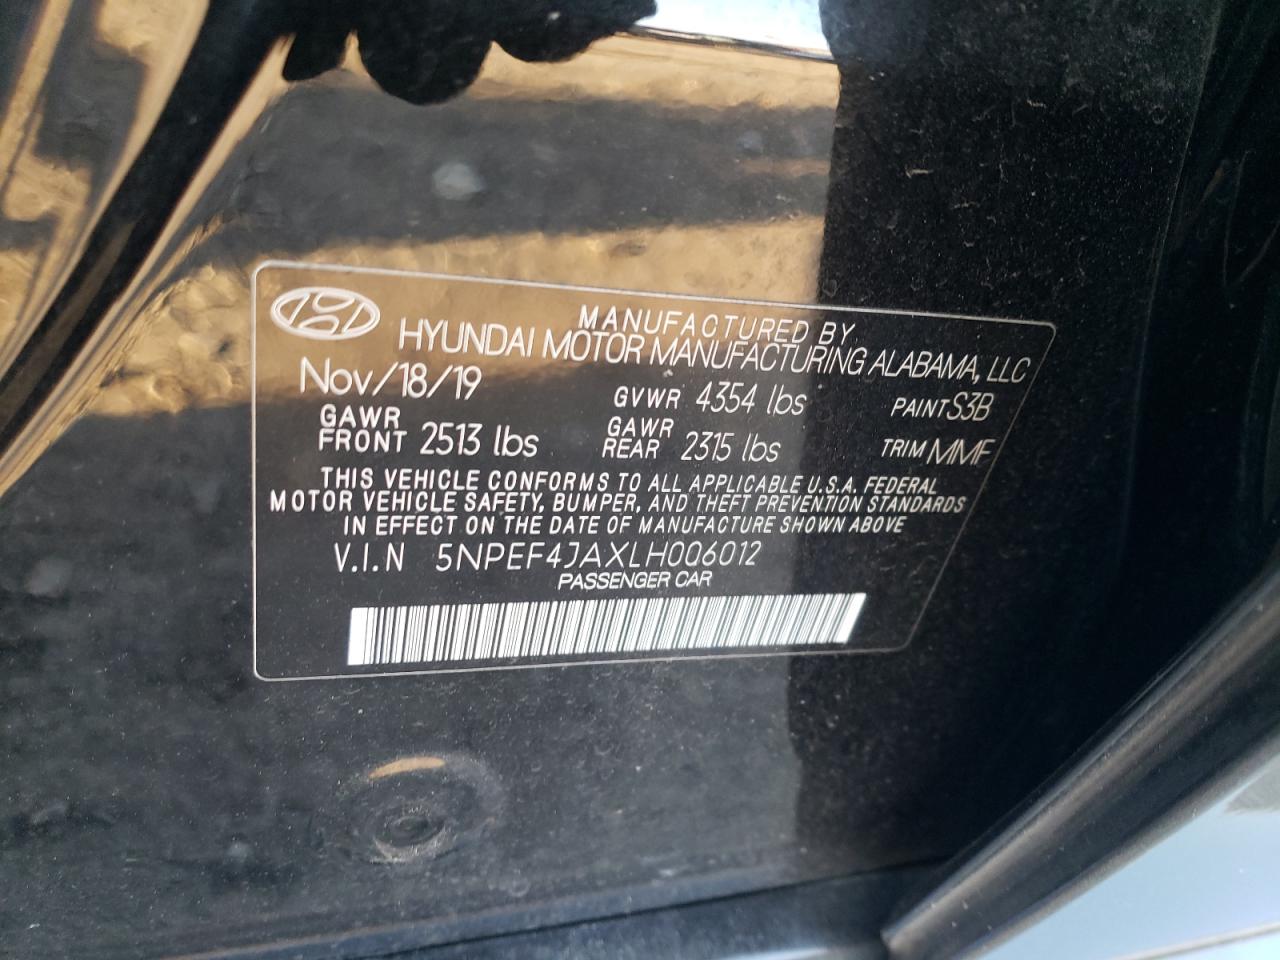 MANUFACTURED BY
HYUNDAI MOTOR MANUFACTURING ALABAMA, LLC
Nov/18/19 GVWR 4354 lbs PAINT S3B
GAWR FRONT 2513 lbs GAWR REAR 2315 lbs TRIM MMF
THIS VEHICLE CONFORMS TO ALL APPLICABLE U.S.A. FEDERAL
MOTOR VEHICLE SAFETY, BUMPER, AND THEFT PREVENTION STANDARDS
IN EFFECT ON THE DATE OF MANUFACTURE SHOWN ABOVE
V.I.N 5NPEF4JAXLH006012
PASSENGER CAR